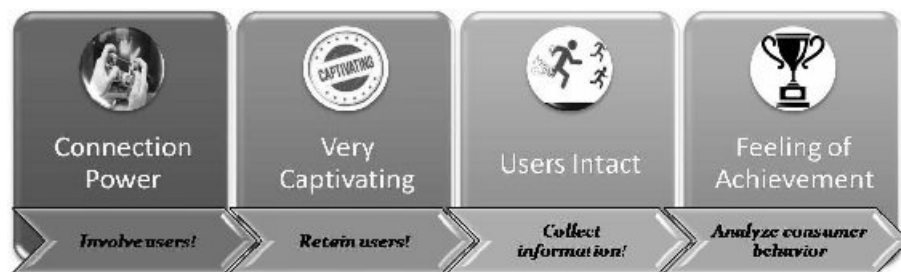 CAPTIVATING
Connection
Power
Very
Captivating
Users Intact
Feeling of
Achievement
Involve users!
Retain users!
Collect
information!
Analyze consumer
behavior